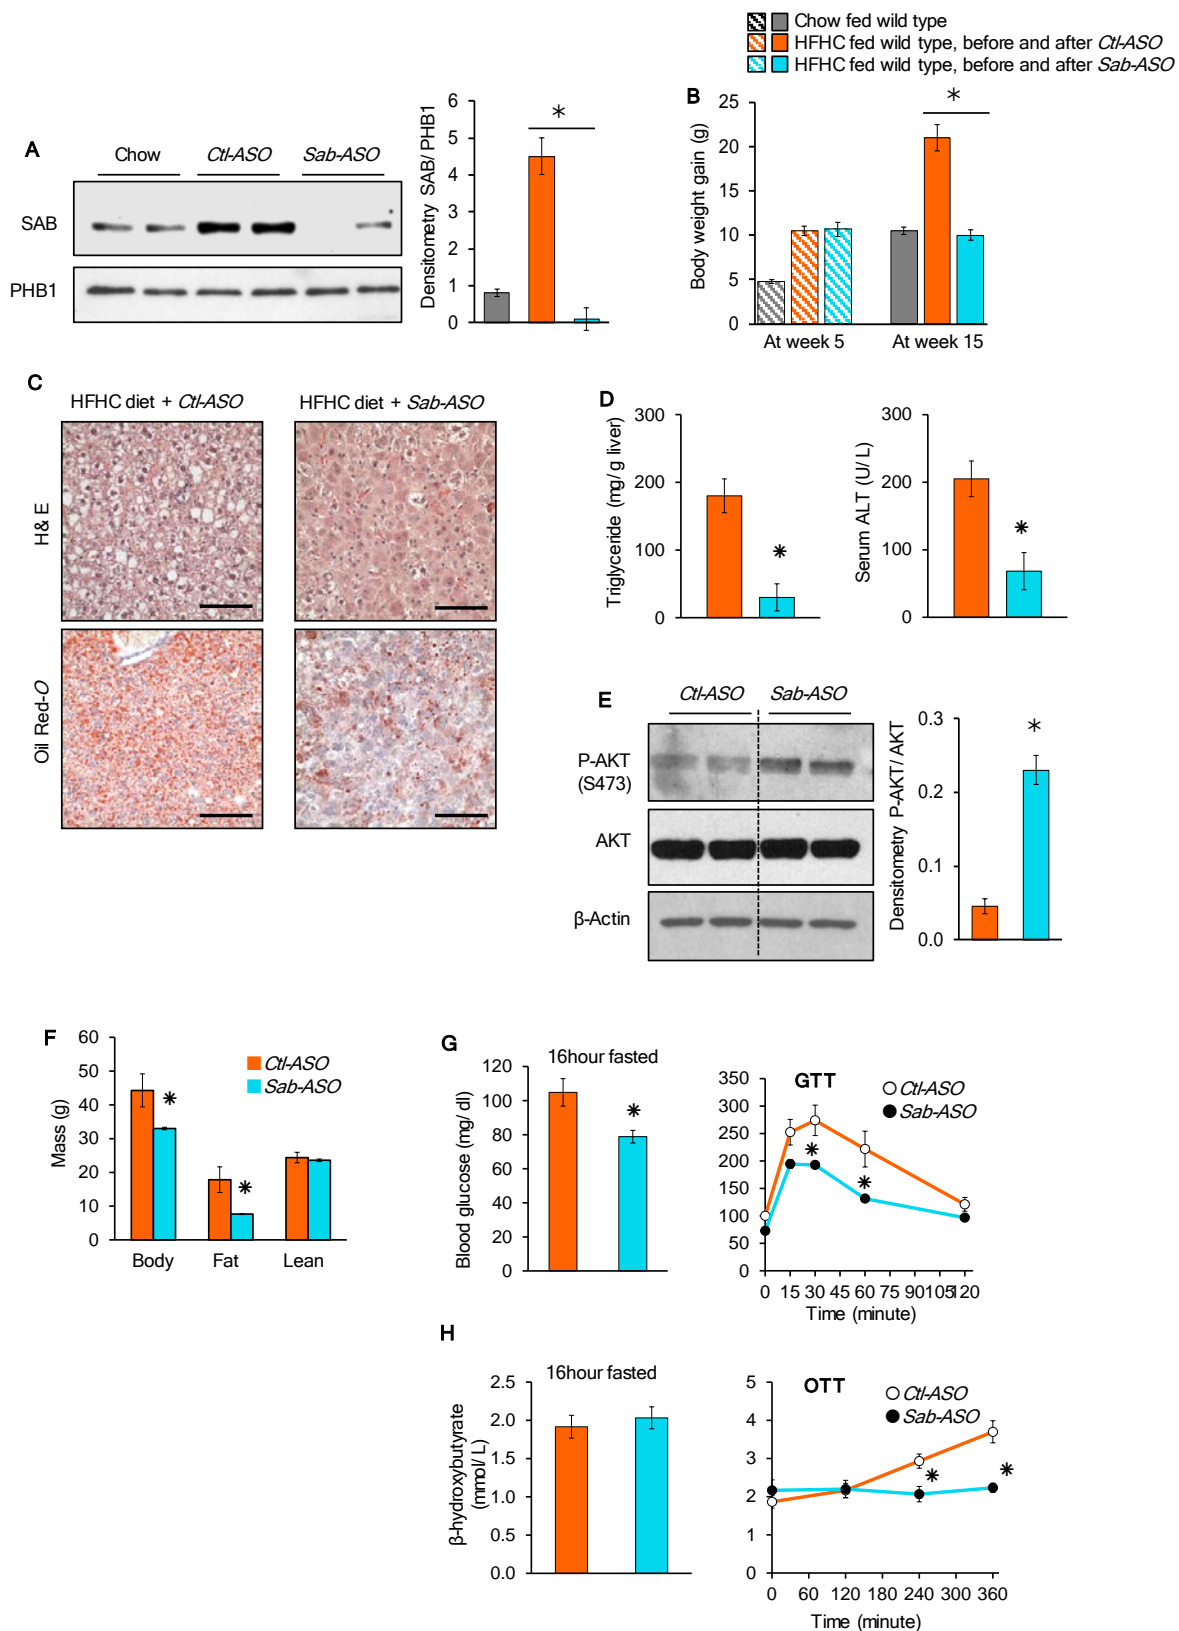 Chow fed wild type
HFHC fed wild type, before and after Ctl-ASO
HFHC fed wild type, before and after Sab-ASO
A
Chow
Ctl-ASO
Sab-ASO
SAB
PHB1
Densitometry SAB/ PHB1
6
5
4
3
2
1
0
*
B
Body weight gain (g)
25
20
15
10
5
0
*
At week 5
At week 15
C
HFHC diet + Ctl-ASO
HFHC diet + Sab-ASO
H& E
Oil Red-O
D
Triglyceride (mg/ g liver)
300
200
100
0
*
Serum ALT (U/ L)
300
200
100
0
*
E
Ctl-ASO
Sab-ASO
P-AKT
(S473)
AKT
β-Actin
Densitometry P-AKT/ AKT
0.3
0.2
0.1
0.0
*
F
Mass (g)
60
50
40
30
20
10
0
Ctl-ASO
Sab-ASO
*
*
Body
Fat
Lean
G
16hour fasted
Blood glucose (mg/ dl)
120
100
80
60
40
20
0
*
GTT
Ctl-ASO
Sab-ASO
350
300
250
200
150
100
50
0
*
*
0 15 30 45 60 75 90 105 120
Time (minute)
H
16hour fasted
β-hydroxybutyrate
(mmol/ L)
2.5
2.0
1.5
1.0
0.5
0.0
OTT
Ctl-ASO
Sab-ASO
5
4
3
2
1
0
*
*
0 60 120 180 240 300 360
Time (minute)